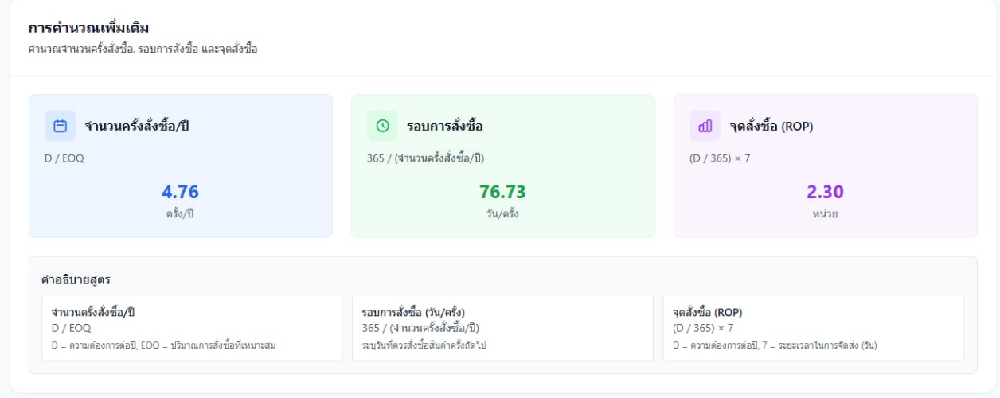 การคำนวณเพิ่มเติม
คำนวณจำนวนครั้งสั่งซื้อ, รอบการสั่งซื้อ และจุดสั่งซื้อ
จำนวนครั้งสั่งซื้อ/ปี
D / EOQ
4.76
ครั้ง/ปี
รอบการสั่งซื้อ
365 / (จำนวนครั้งสั่งซื้อ/ปี)
76.73
วัน/ครั้ง
จุดสั่งซื้อ (ROP)
(D / 365) × 7
2.30
หน่วย
คำอธิบายสูตร
จำนวนครั้งสั่งซื้อ/ปี
D / EOQ
D = ความต้องการต่อปี, EOQ = ปริมาณการสั่งซื้อที่เหมาะสม
รอบการสั่งซื้อ (วัน/ครั้ง)
365 / (จำนวนครั้งสั่งซื้อ/ปี)
ระบุวันที่ควรสั่งซื้อสินค้าครั้งถัดไป
จุดสั่งซื้อ (ROP)
(D / 365) × 7
D = ความต้องการต่อปี, 7 = ระยะเวลาในการจัดส่ง (วัน)